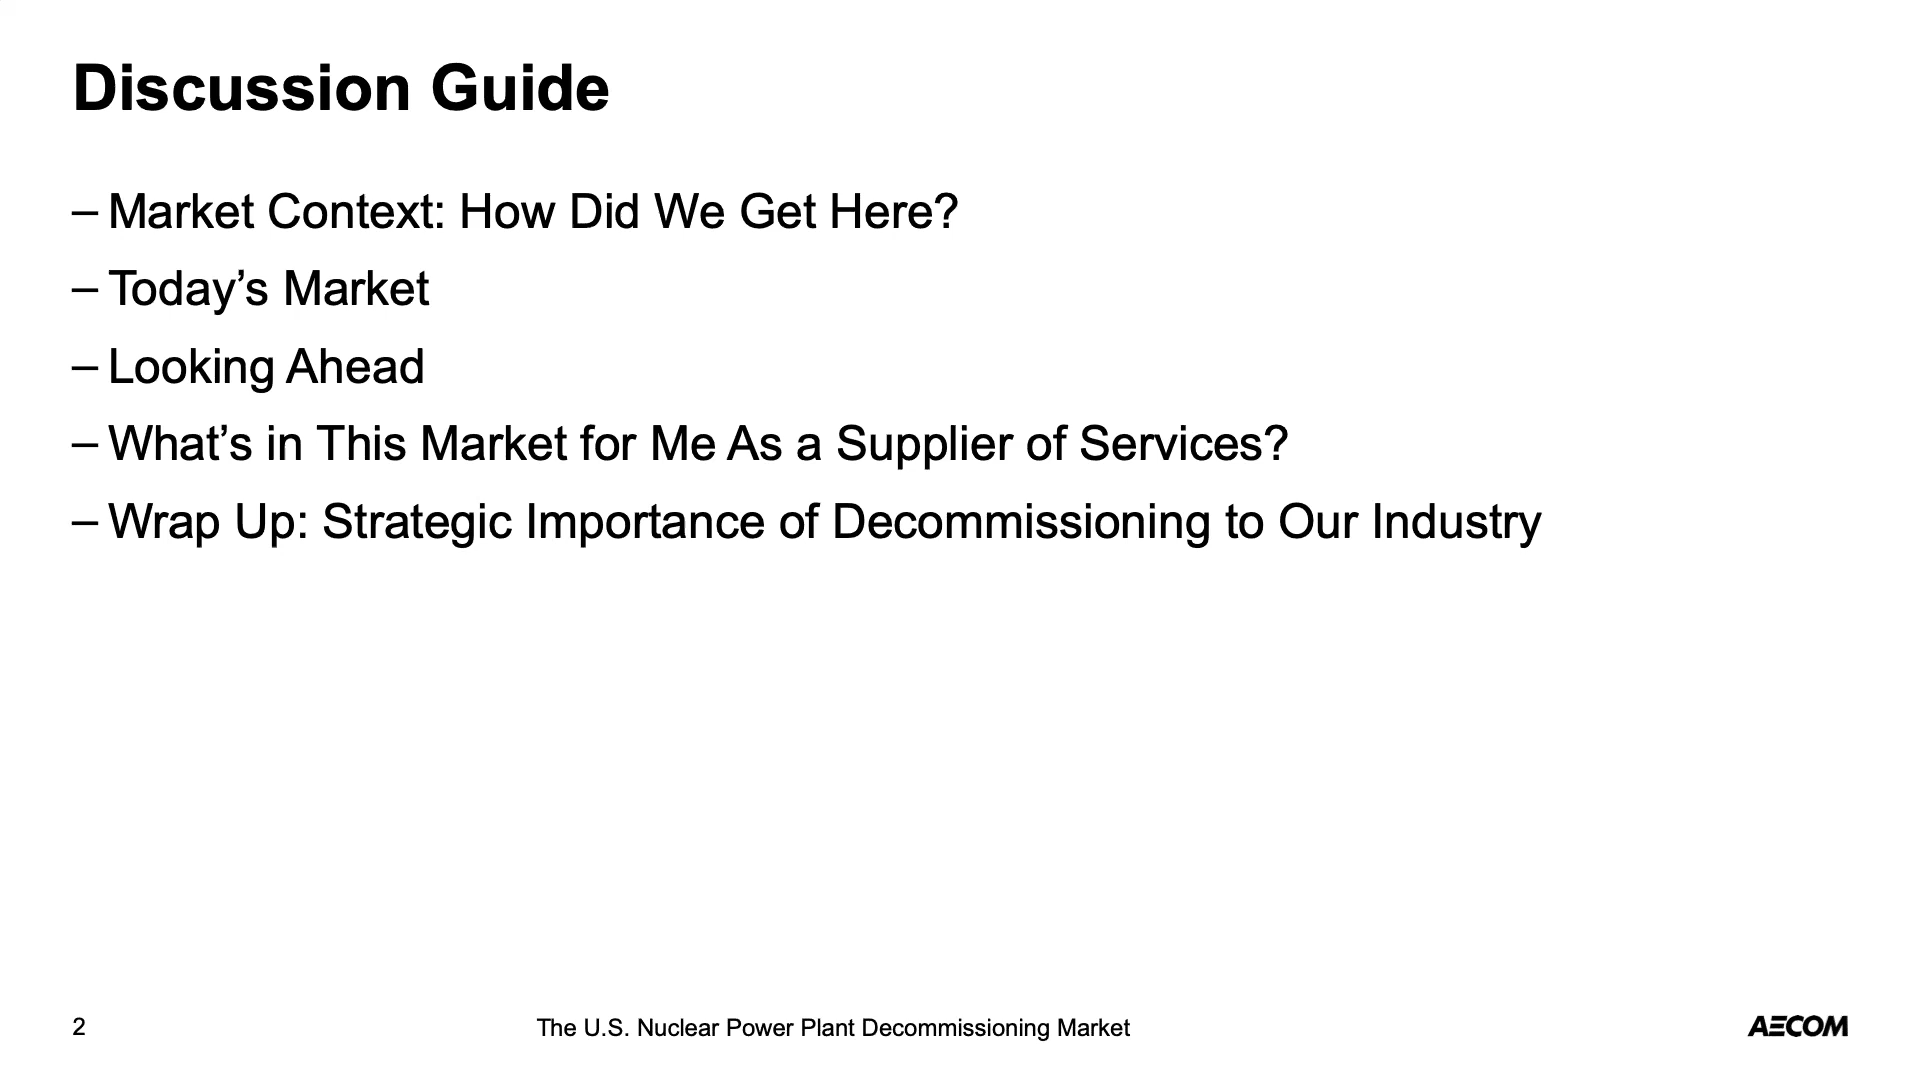 Discussion Guide
– Market Context: How Did We Get Here?
– Today’s Market
– Looking Ahead
– What’s in This Market for Me As a Supplier of Services?
– Wrap Up: Strategic Importance of Decommissioning to Our Industry
2
The U.S. Nuclear Power Plant Decommissioning Market
AECOM